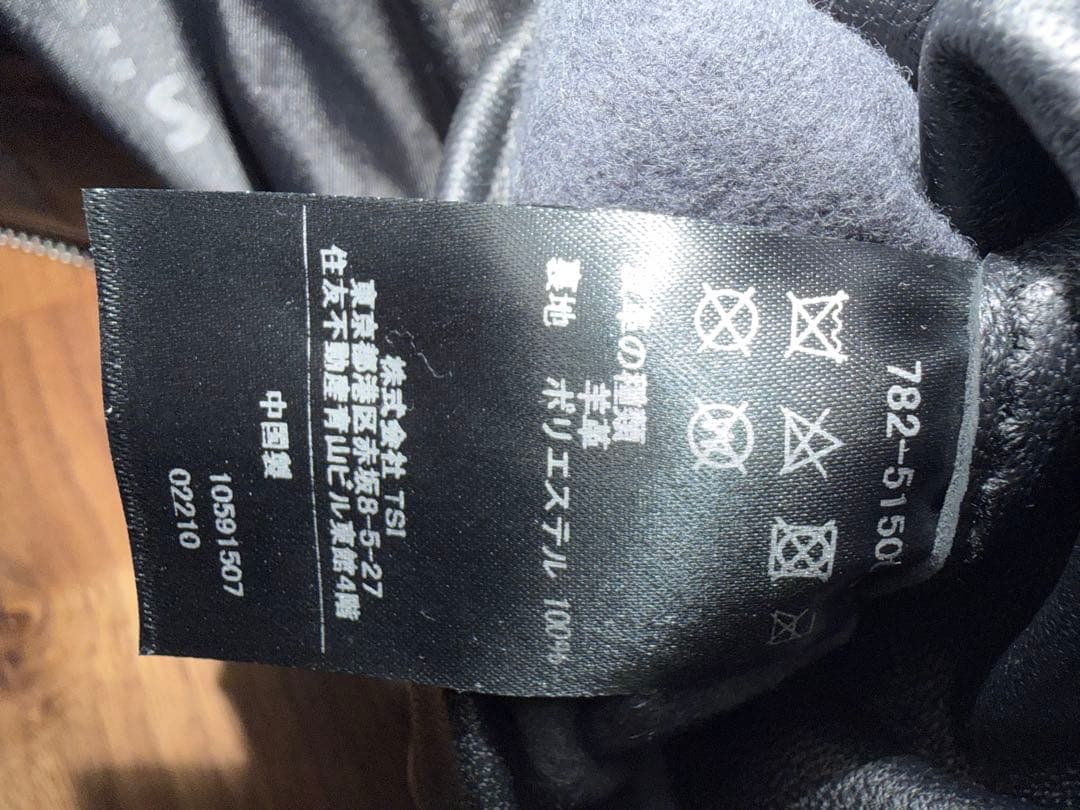 782-5150
の種類
羊革
裏地 ポリエステル 100%
株式会社 TSI
東京都港区赤坂8-5-27
住友不動産青山ビル東館4階
中国製
10591507
02210